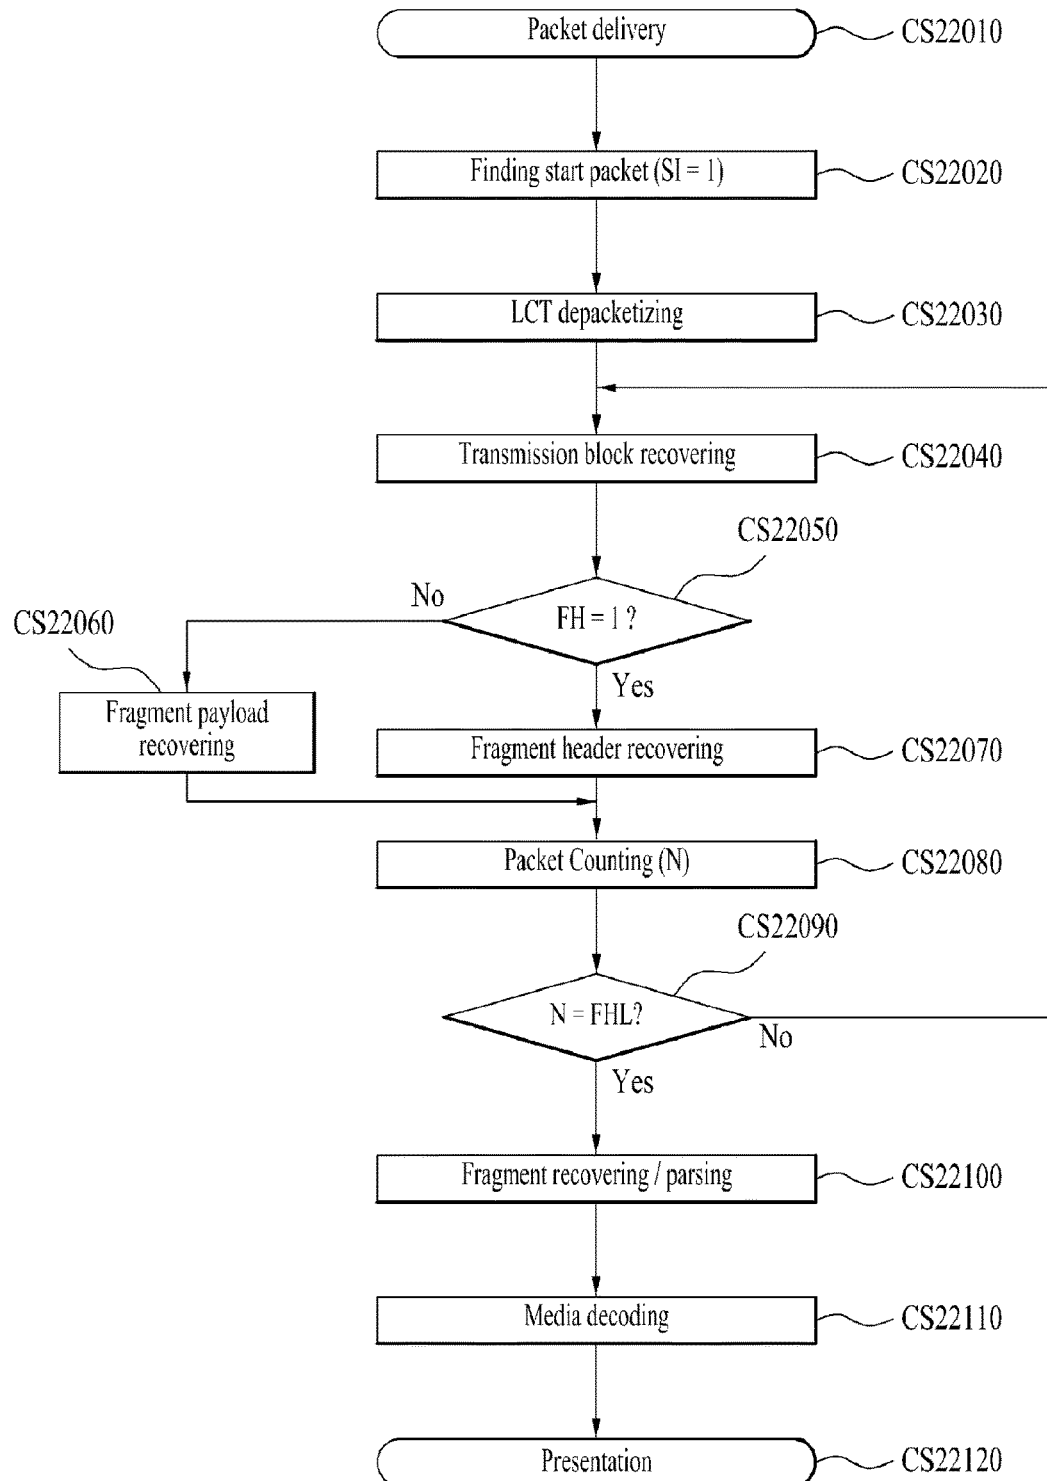 Packet delivery
CS22010
Finding start packet (SI = 1)
CS22020
LCT depacketizing
CS22030
Transmission block recovering
CS22040
CS22050
FH = 1 ?
No
Yes
CS22060
Fragment payload
recovering
Fragment header recovering
CS22070
Packet Counting (N)
CS22080
CS22090
N = FHL?
No
Yes
Fragment recovering / parsing
CS22100
Media decoding
CS22110
Presentation
CS22120